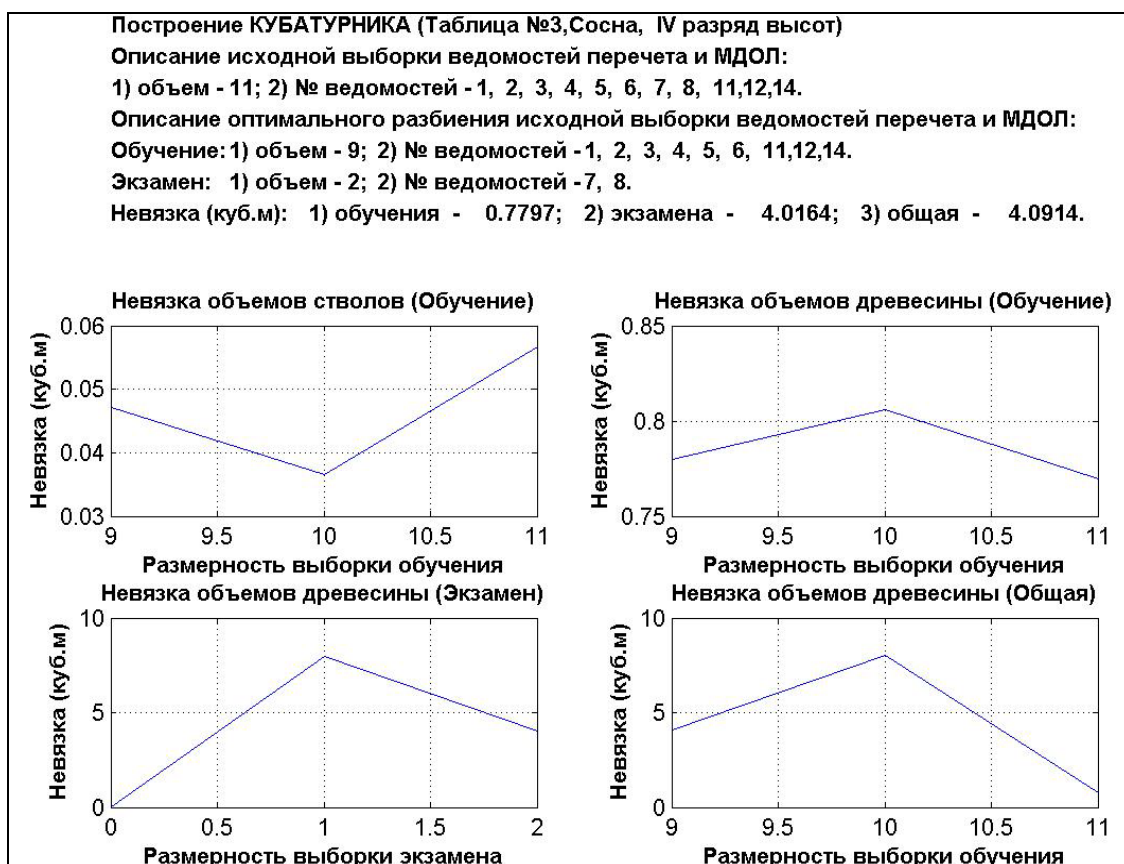 Построение КУБАТУРНИКА (Таблица №3,Сосна, IV разряд высот)
Описание исходной выборки ведомостей перечета и МДОЛ:
1) объем - 11; 2) № ведомостей - 1, 2, 3, 4, 5, 6, 7, 8, 11,12,14.
Описание оптимального разбиения исходной выборки ведомостей перечета и МДОЛ:
Обучение: 1) объем - 9; 2) № ведомостей - 1, 2, 3, 4, 5, 6, 11,12,14.
Экзамен: 1) объем - 2; 2) № ведомостей - 7, 8.
Невязка (куб.м): 1) обучения - 0.7797; 2) экзамена - 4.0164; 3) общая - 4.0914.
Невязка объемов стволов (Обучение)
Невязка (куб.м)
0.06
0.05
0.04
0.03
9 9.5 10 10.5 11
Размерность выборки обучения
Невязка объемов древесины (Обучение)
Невязка (куб.м)
0.85
0.8
0.75
9 9.5 10 10.5 11
Размерность выборки обучения
Невязка объемов древесины (Экзамен)
Невязка (куб.м)
10
5
0
0 0.5 1 1.5 2
Размерность выборки экзамена
Невязка объемов древесины (Общая)
Невязка (куб.м)
10
5
0
9 9.5 10 10.5 11
Размерность выборки обучения